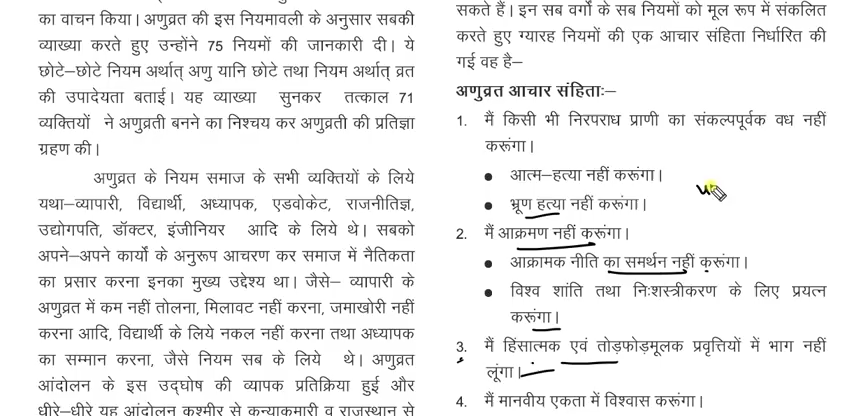 का वाचन किया। अणुव्रत की इस नियमावली के अनुसार सबकी
व्याख्या करते हुए उन्होंने 75 नियमों की जानकारी दी। ये
छोटे–छोटे नियम अर्थात् अणु यानि छोटे तथा नियम अर्थात् व्रत
की उपादेयता बताई। यह व्याख्या सुनकर तत्काल 71
व्यक्तियों ने अणुव्रती बनने का निश्चय कर अणुव्रती की प्रतिज्ञा
ग्रहण की।
अणुव्रत के नियम समाज के सभी व्यक्तियों के लिये
यथा–व्यापारी, विद्यार्थी, अध्यापक, एडवोकेट, राजनीतिज्ञ,
उद्योगपति, डॉक्टर, इंजीनियर आदि के लिये थे। सबको
अपने–अपने कार्यों के अनुरूप आचरण कर समाज में नैतिकता
का प्रसार करना इनका मुख्य उद्देश्य था। जैसे– व्यापारी के
अणुव्रत में कम नहीं तोलना, मिलावट नहीं करना, जमाखोरी नहीं
करना आदि, विद्यार्थी के लिये नकल नहीं करना तथा अध्यापक
का सम्मान करना, जैसे नियम सब के लिये थे। अणुव्रत
आंदोलन के इस उद्घोष की व्यापक प्रतिक्रिया हुई और
धीरे–धीरे यह आंदोलन कश्मीर से कन्याकुमारी व राजस्थान से
सकते हैं। इन सब वर्गों के सब नियमों को मूल रूप में संकलित
करते हुए ग्यारह नियमों की एक आचार संहिता निर्धारित की
गई वह है–
अणुव्रत आचार संहिताः–
1. मैं किसी भी निरपराध प्राणी का संकल्पपूर्वक वध नहीं
करूंगा।
● आत्म–हत्या नहीं करूंगा।
● भ्रूण हत्या नहीं करूंगा।
2. मैं आक्रमण नहीं करूंगा।
● आक्रामक नीति का समर्थन नहीं करूंगा।
● विश्व शांति तथा निःशस्त्रीकरण के लिए प्रयत्न
करूंगा।
3. मैं हिंसात्मक एवं तोड़फोड़मूलक प्रवृत्तियों में भाग नहीं
लूंगा।
4. मैं मानवीय एकता में विश्वास करूंगा।